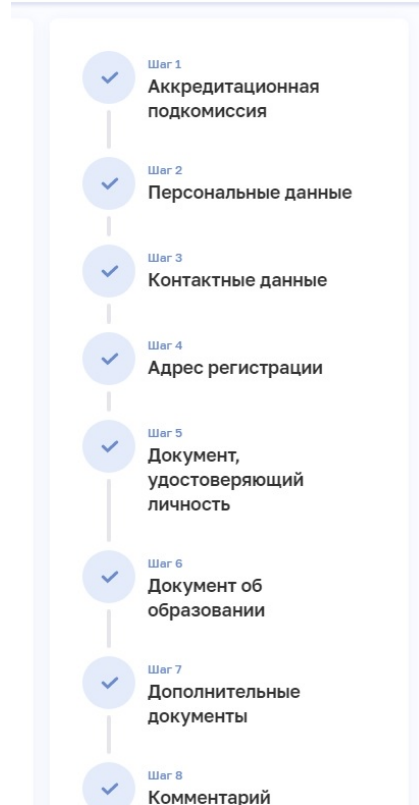 Шаг 1
Аккредитационная
подкомиссия
Шаг 2
Персональные данные
Шаг 3
Контактные данные
Шаг 4
Адрес регистрации
Шаг 5
Документ,
удостоверяющий
личность
Шаг 6
Документ об
образовании
Шаг 7
Дополнительные
документы
Шаг 8
Комментарий